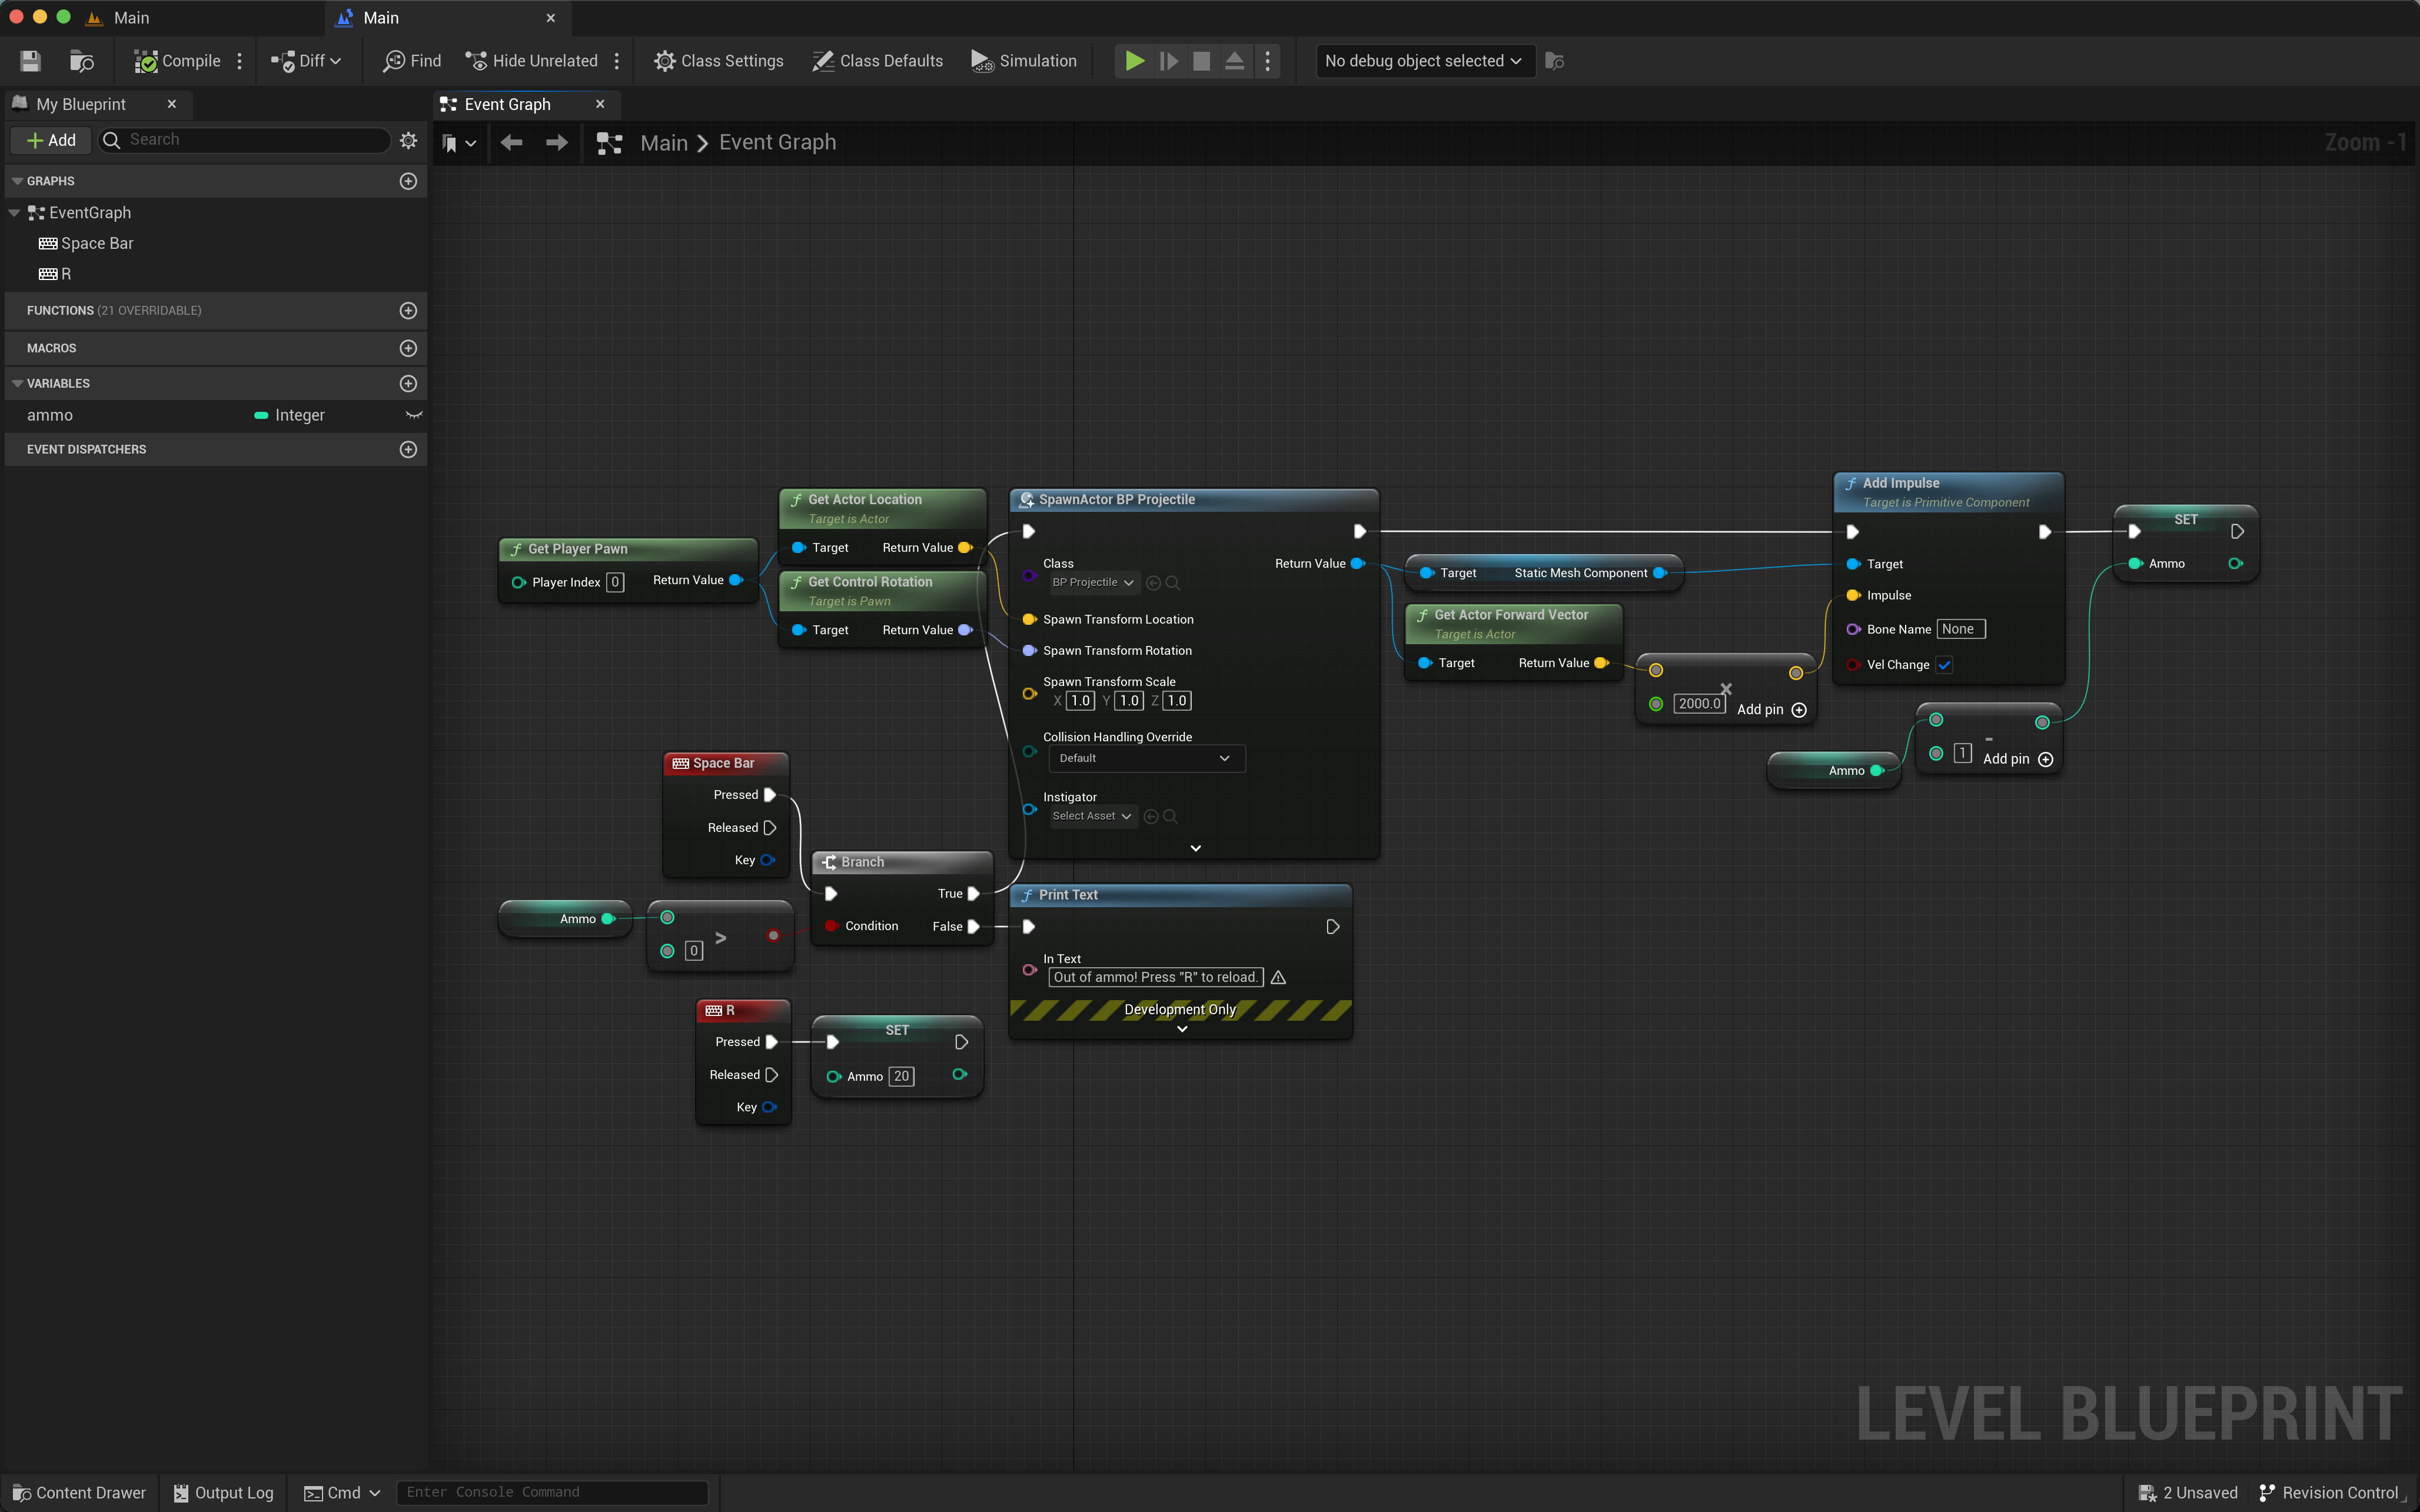 Main
Main
Compile
Diff
Find
Hide Unrelated
Class Settings
Class Defaults
Simulation
No debug object selected
My Blueprint
Event Graph
Add
Search
Main > Event Graph
Zoom -1
GRAPHS
EventGraph
Space Bar
R
FUNCTIONS (21 OVERRIDABLE)
MACROS
VARIABLES
ammo Integer
EVENT DISPATCHERS
Get Player Pawn
Player Index 0 Return Value
Get Actor Location
Target is Actor
Target Return Value
Get Control Rotation
Target is Pawn
Target Return Value
SpawnActor BP Projectile
Class
BP Projectile
Return Value
Spawn Transform Location
Spawn Transform Rotation
Spawn Transform Scale
X 1.0 Y 1.0 Z 1.0
Collision Handling Override
Default
Instigator
Select Asset
Target Static Mesh Component
Get Actor Forward Vector
Target is Actor
Target Return Value
2000.0 × Add pin
Add Impulse
Target is Primitive Component
Target
Impulse
Bone Name None
Vel Change
SET
Ammo
Ammo
1 - Add pin
Space Bar
Pressed
Released
Key
Ammo
0 >
Branch
True
Condition False
Print Text
In Text
Out of ammo! Press "R" to reload.
Development Only
R
Pressed
Released
Key
SET
Ammo 20
LEVEL BLUEPRINT
Content Drawer
Output Log
Cmd
Enter Console Command
2 Unsaved
Revision Control